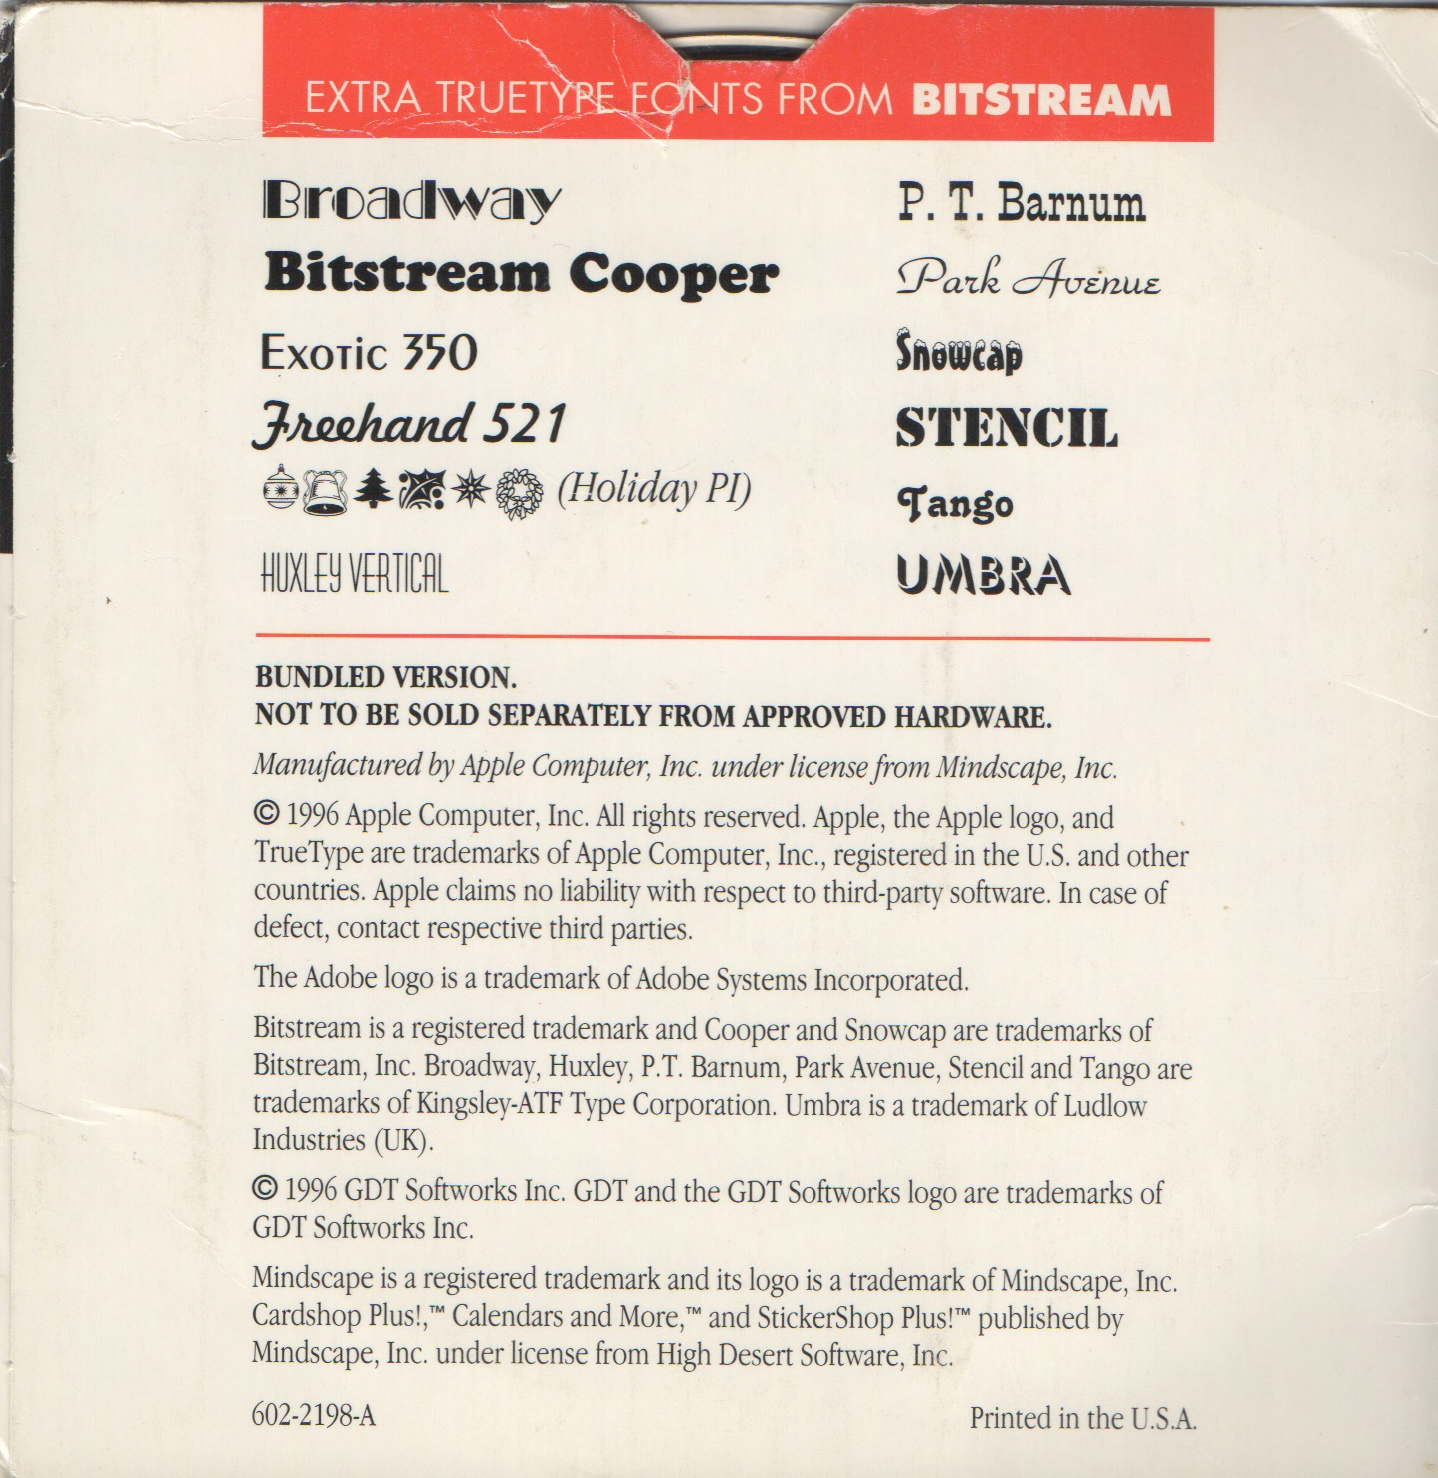 EXTRA TRUETYPE FONTS FROM BITSTREAM
Broadway
Bitstream Cooper
Exotic 350
Freehand 521
(Holiday PI)
HUXLEY VERTICAL
P. T. Barnum
Park Avenue
Snowcap
STENCIL
Tango
UMBRA
BUNDLED VERSION.
NOT TO BE SOLD SEPARATELY FROM APPROVED HARDWARE.
Manufactured by Apple Computer, Inc. under license from Mindscape, Inc.
© 1996 Apple Computer, Inc. All rights reserved. Apple, the Apple logo, and
TrueType are trademarks of Apple Computer, Inc., registered in the U.S. and other
countries. Apple claims no liability with respect to third-party software. In case of
defect, contact respective third parties.
The Adobe logo is a trademark of Adobe Systems Incorporated.
Bitstream is a registered trademark and Cooper and Snowcap are trademarks of
Bitstream, Inc. Broadway, Huxley, P.T. Barnum, Park Avenue, Stencil and Tango are
trademarks of Kingsley-ATF Type Corporation. Umbra is a trademark of Ludlow
Industries (UK).
© 1996 GDT Softworks Inc. GDT and the GDT Softworks logo are trademarks of
GDT Softworks Inc.
Mindscape is a registered trademark and its logo is a trademark of Mindscape, Inc.
Cardshop Plus!,™ Calendars and More,™ and StickerShop Plus!™ published by
Mindscape, Inc. under license from High Desert Software, Inc.
602-2198-A
Printed in the U.S.A.